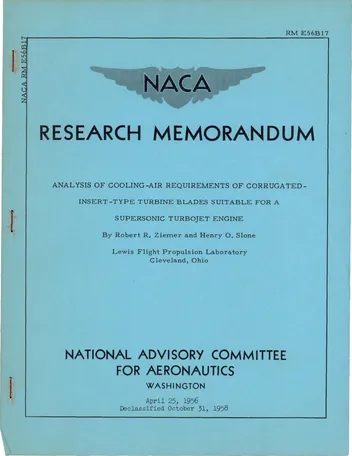 RM E56B17
NACA RM E56B17
NACA
RESEARCH MEMORANDUM
ANALYSIS OF COOLING-AIR REQUIREMENTS OF CORRUGATED-
INSERT-TYPE TURBINE BLADES SUITABLE FOR A
SUPERSONIC TURBOJET ENGINE
By Robert R. Ziemer and Henry O. Slone
Lewis Flight Propulsion Laboratory
Cleveland, Ohio
NATIONAL ADVISORY COMMITTEE
FOR AERONAUTICS
WASHINGTON
April 25, 1956
Declassified October 31, 1958